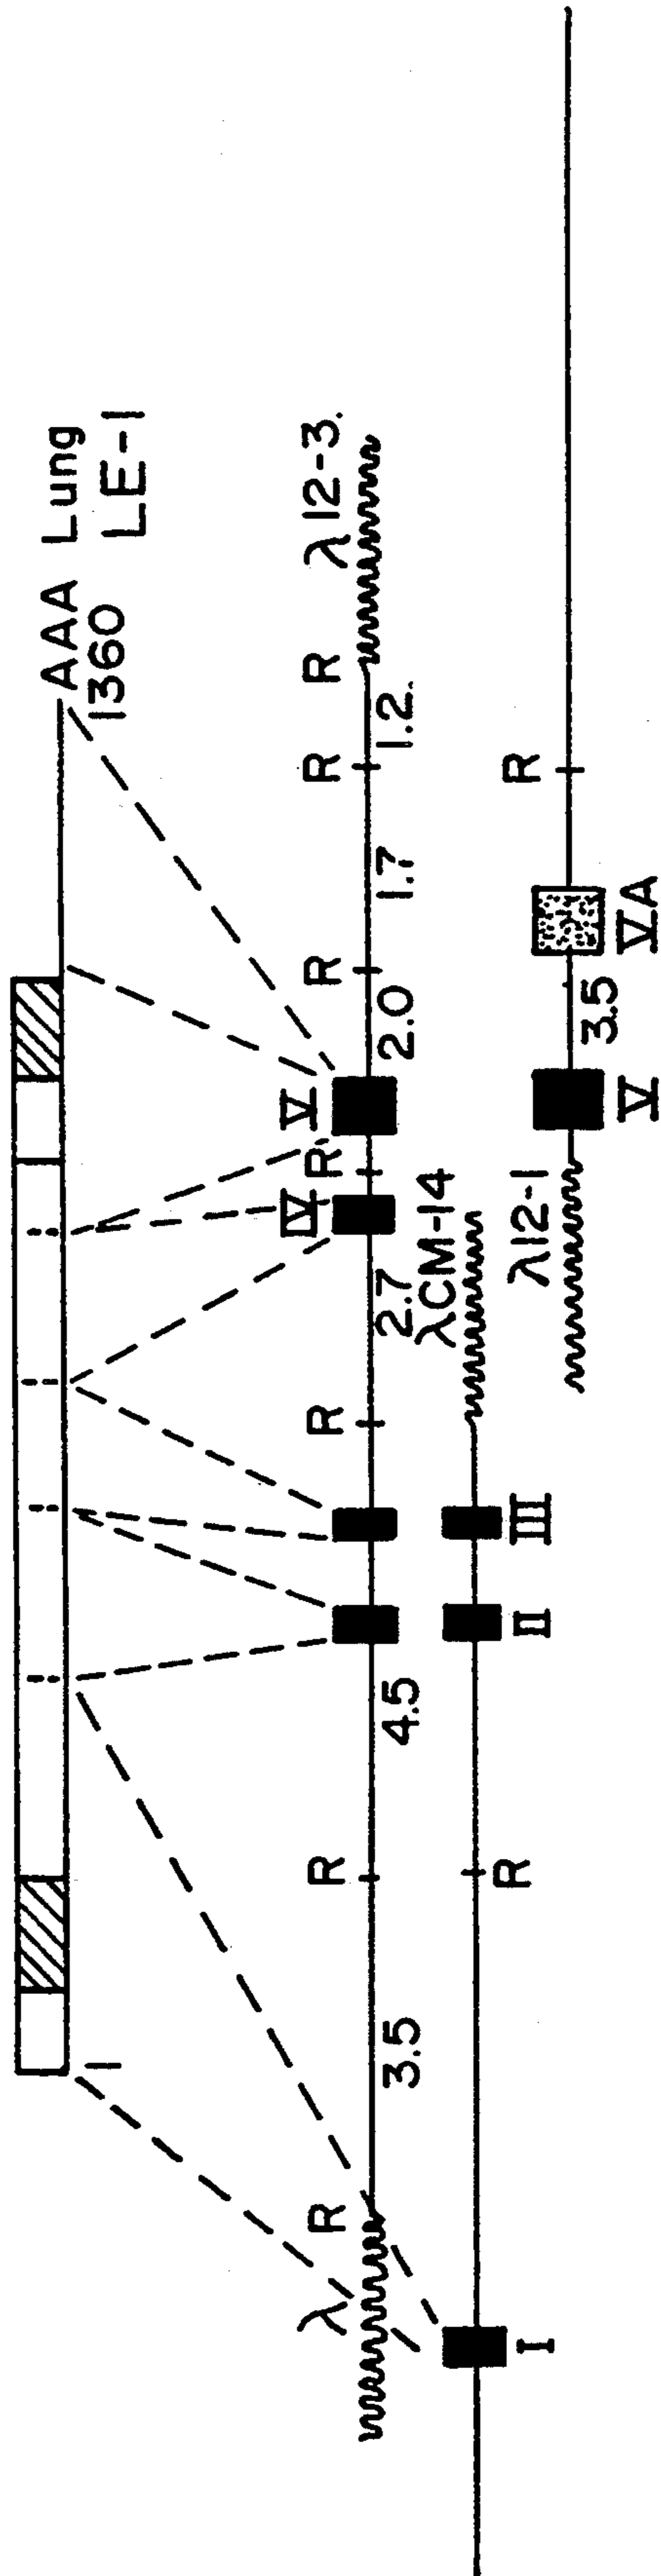 AAA Lung
1 1360 LE-1
λ R R R IV R V R R R λ12-3.
3.5 4.5 2.7 2.0 1.7 1.2.
λCM-14
I R II III
λ12-1 R
3.5
V VA